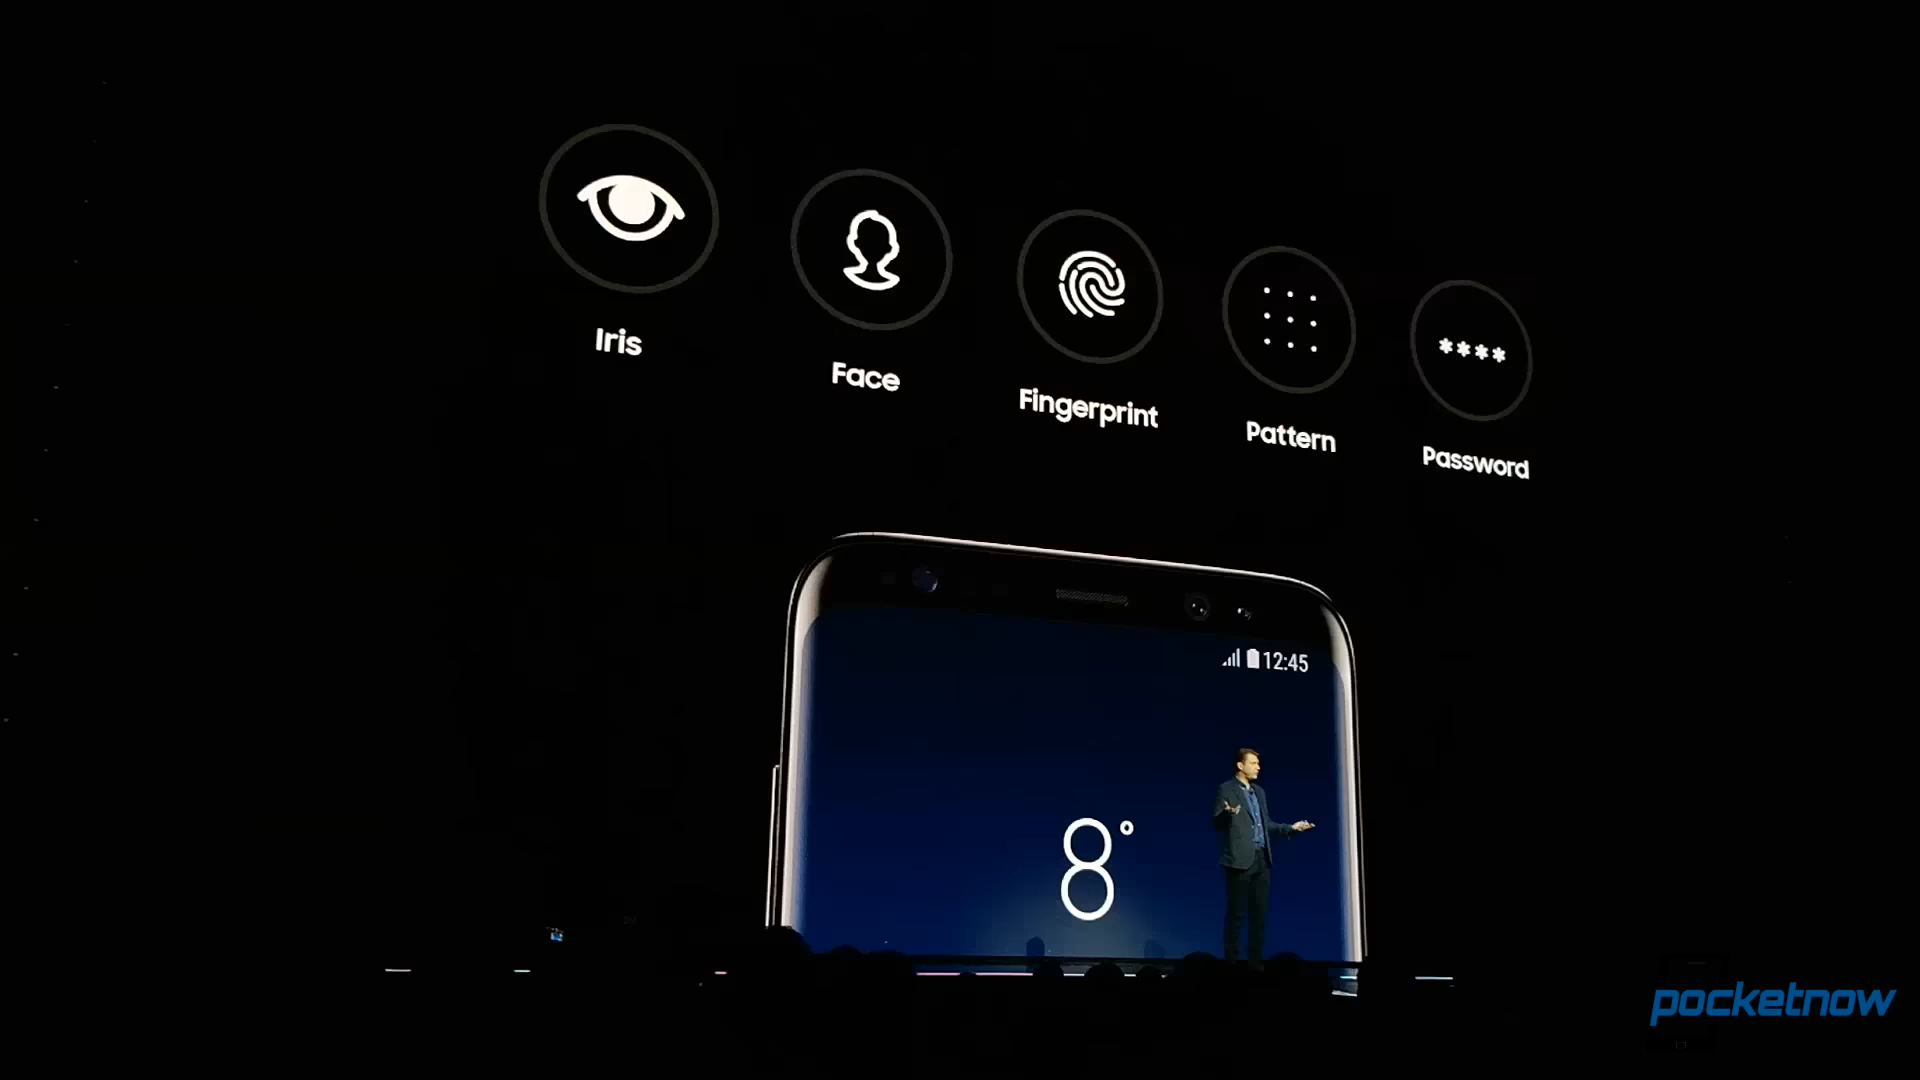 ****
Iris
Face
Fingerprint
Pattern
Password
12:45
8°
pocketnow